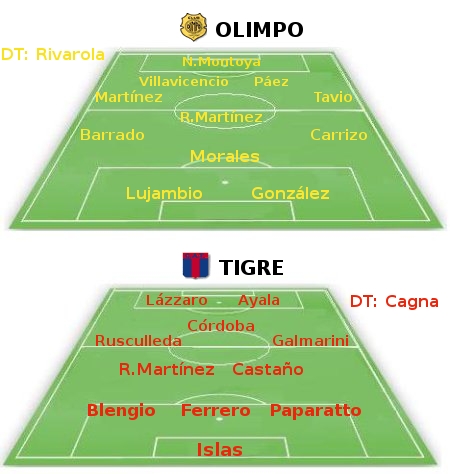 OLIMPO
DT: Rivarola
N.Montoya
Villavicencio Páez
Martínez Tavio
R.Martínez
Barrado Carrizo
Morales
Lujambio González
TIGRE
Lázzaro Ayala
DT: Cagna
Córdoba
Rusculleda Galmarini
R.Martínez Castaño
Blengio Ferrero Paparatto
Islas